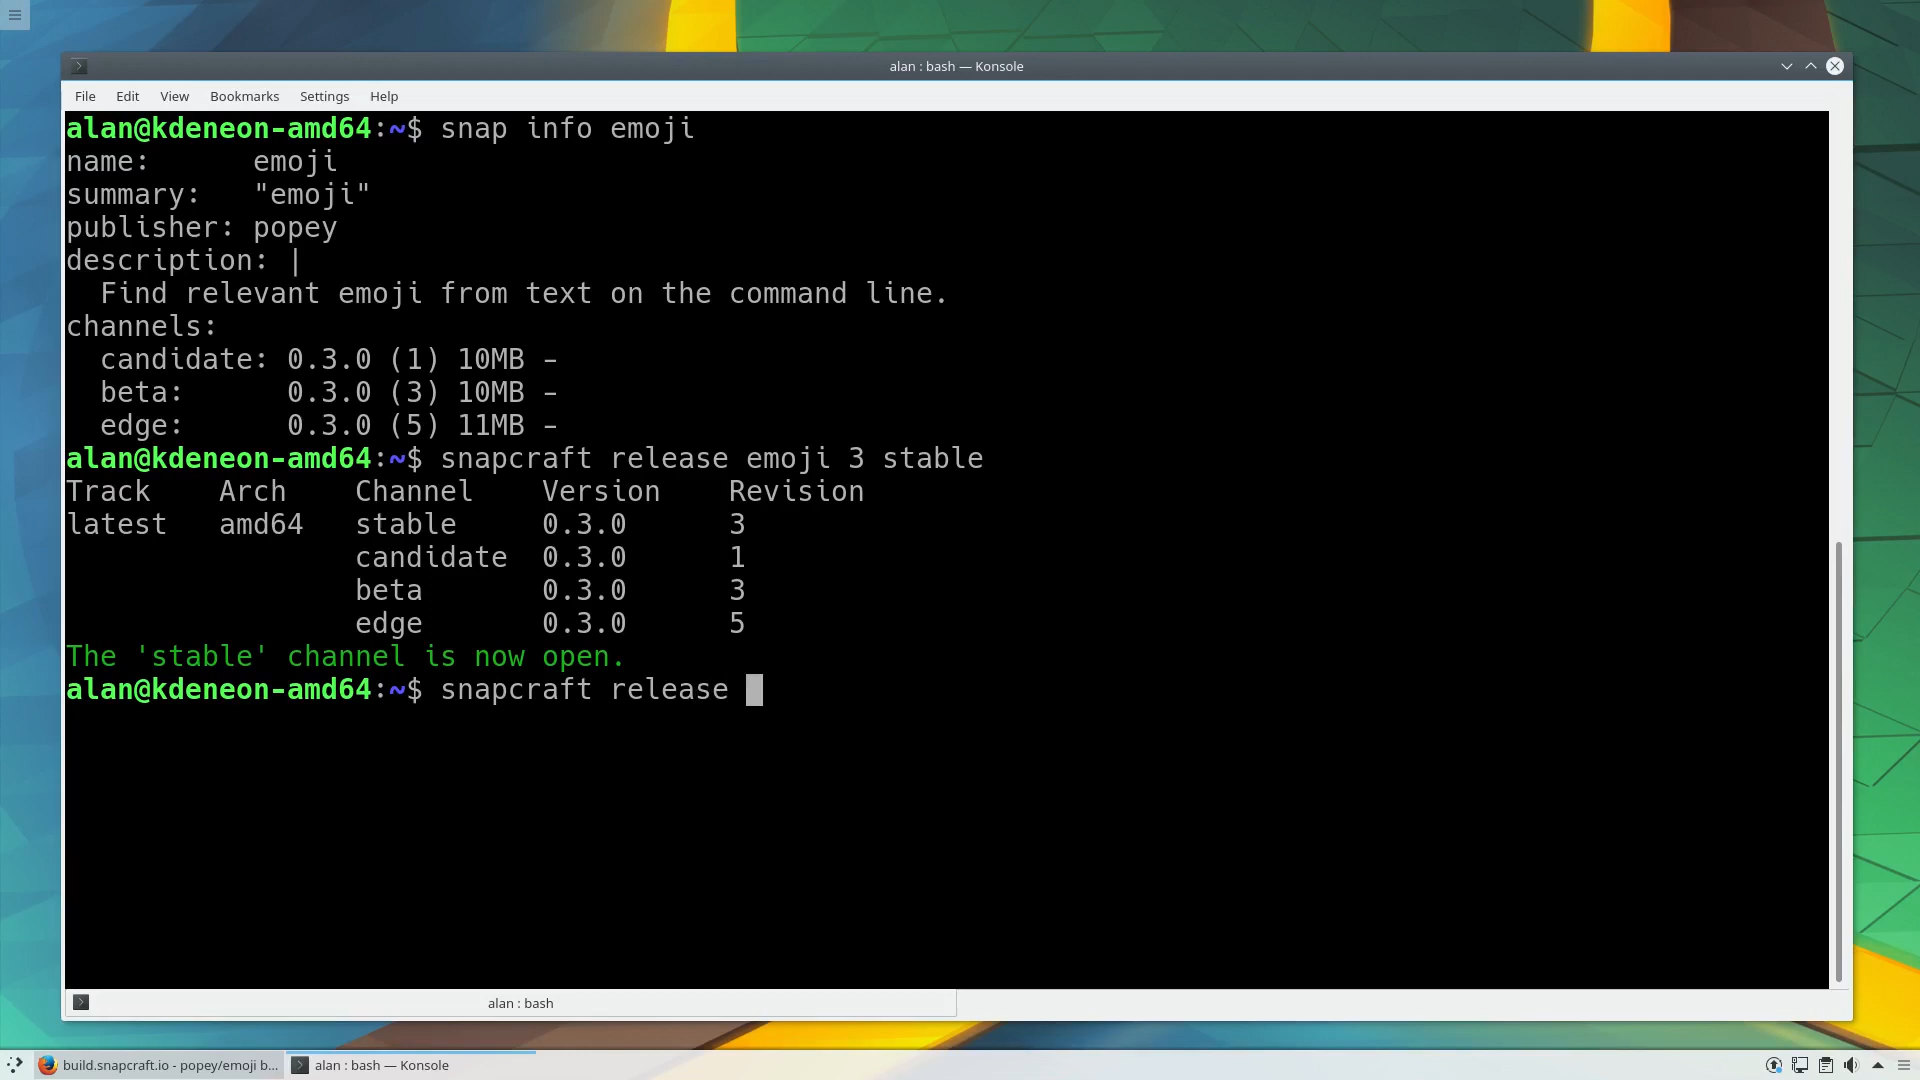 alan : bash — Konsole
File Edit View Bookmarks Settings Help
alan@kdeneon-amd64:~$ snap info emoji
name:      emoji
summary:   "emoji"
publisher: popey
description: |
  Find relevant emoji from text on the command line.
channels:
  candidate: 0.3.0 (1) 10MB -
  beta:      0.3.0 (3) 10MB -
  edge:      0.3.0 (5) 11MB -
alan@kdeneon-amd64:~$ snapcraft release emoji 3 stable
Track    Arch    Channel    Version    Revision
latest   amd64   stable     0.3.0      3
                 candidate  0.3.0      1
                 beta       0.3.0      3
                 edge       0.3.0      5
The 'stable' channel is now open.
alan@kdeneon-amd64:~$ snapcraft release
alan : bash
build.snapcraft.io - popey/emoji b...
alan : bash — Konsole